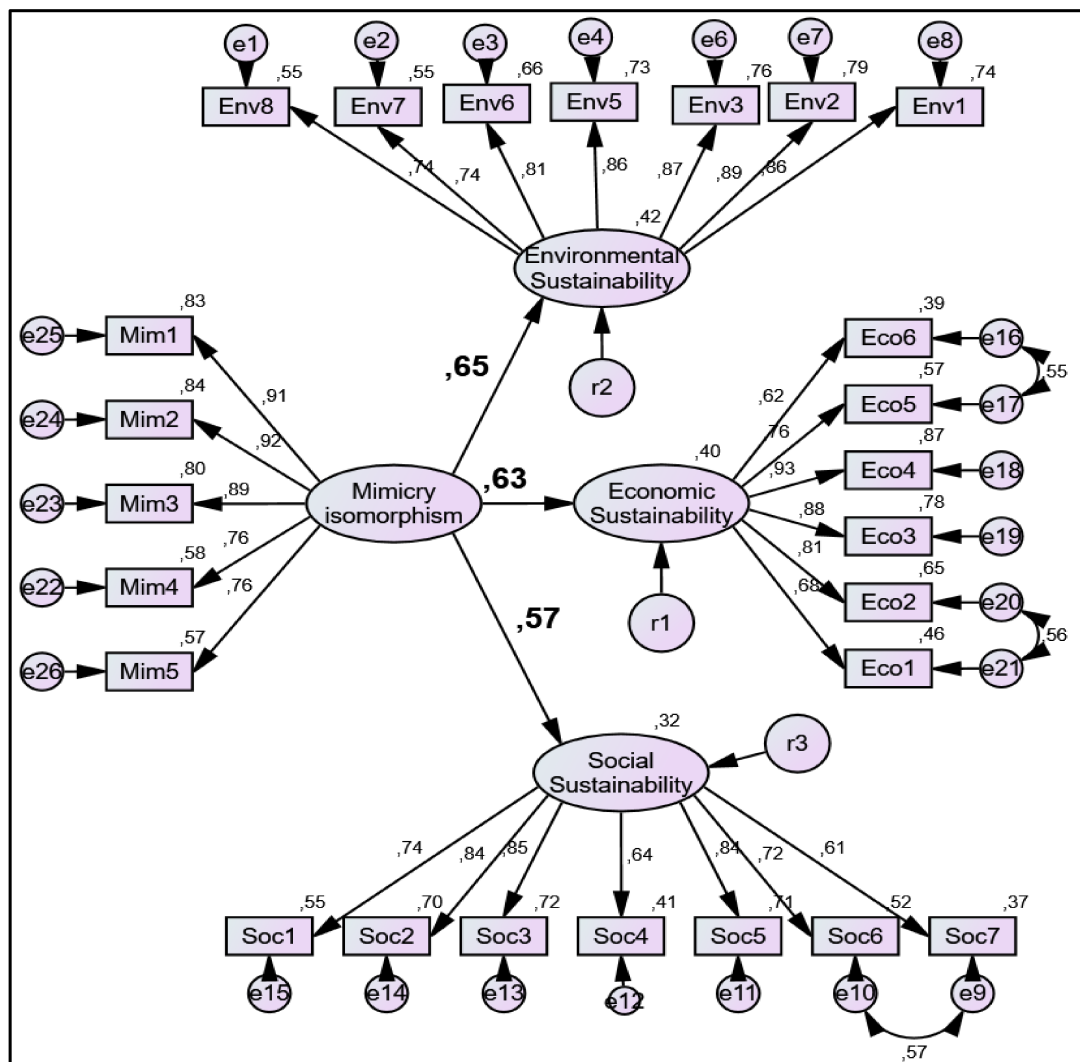 e1
e2
e3
e4
e6
e7
e8
,55
,55
,66
,73
,76
,79
,74
Env8
Env7
Env6
Env5
Env3
Env2
Env1
,74
,74
,81
,86
,87
,89
,86
,42
Environmental
Sustainability
r2
,65
,83
e25
Mim1
,91
,84
e24
Mim2
,92
,80
e23
Mim3
,89
,58
e22
Mim4
,76
,57
e26
Mim5
,76
Mimicry
isomorphism
,63
,40
Economic
Sustainability
r1
,39
Eco6
e16
,62
,55
,57
Eco5
e17
,76
,87
Eco4
e18
,93
,78
Eco3
e19
,88
,65
Eco2
e20
,81
,56
,46
Eco1
e21
,68
,57
,32
Social
Sustainability
r3
,74
,84
,85
,64
,84
,72
,61
,55
,70
,72
,41
,71
,52
,37
Soc1
Soc2
Soc3
Soc4
Soc5
Soc6
Soc7
e15
e14
e13
e12
e11
e10
e9
,57